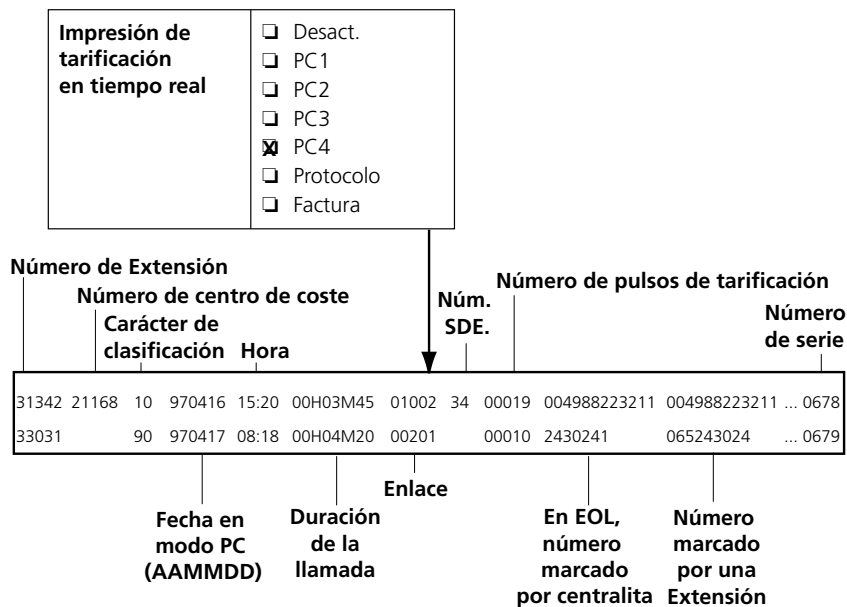 Impresión de
tarificación
en tiempo real
❏ Desact.
❏ PC1
❏ PC2
❏ PC3
❏ X PC4
❏ Protocolo
❏ Factura
Número de Extensión
Número de centro de coste
Carácter de
clasificación
Hora
Núm.
SDE.
Número de pulsos de tarificación
Número
de serie
31342 21168 10 970416 15:20 00H03M45 01002 34 00019 004988223211 004988223211 ... 0678
33031 90 970417 08:18 00H04M20 00201 00010 2430241 065243024 ... 0679
Fecha en
modo PC
(AAMMDD)
Duración
de la
llamada
Enlace
En EOL,
número
marcado
por centralita
Número
marcado
por una
Extensión